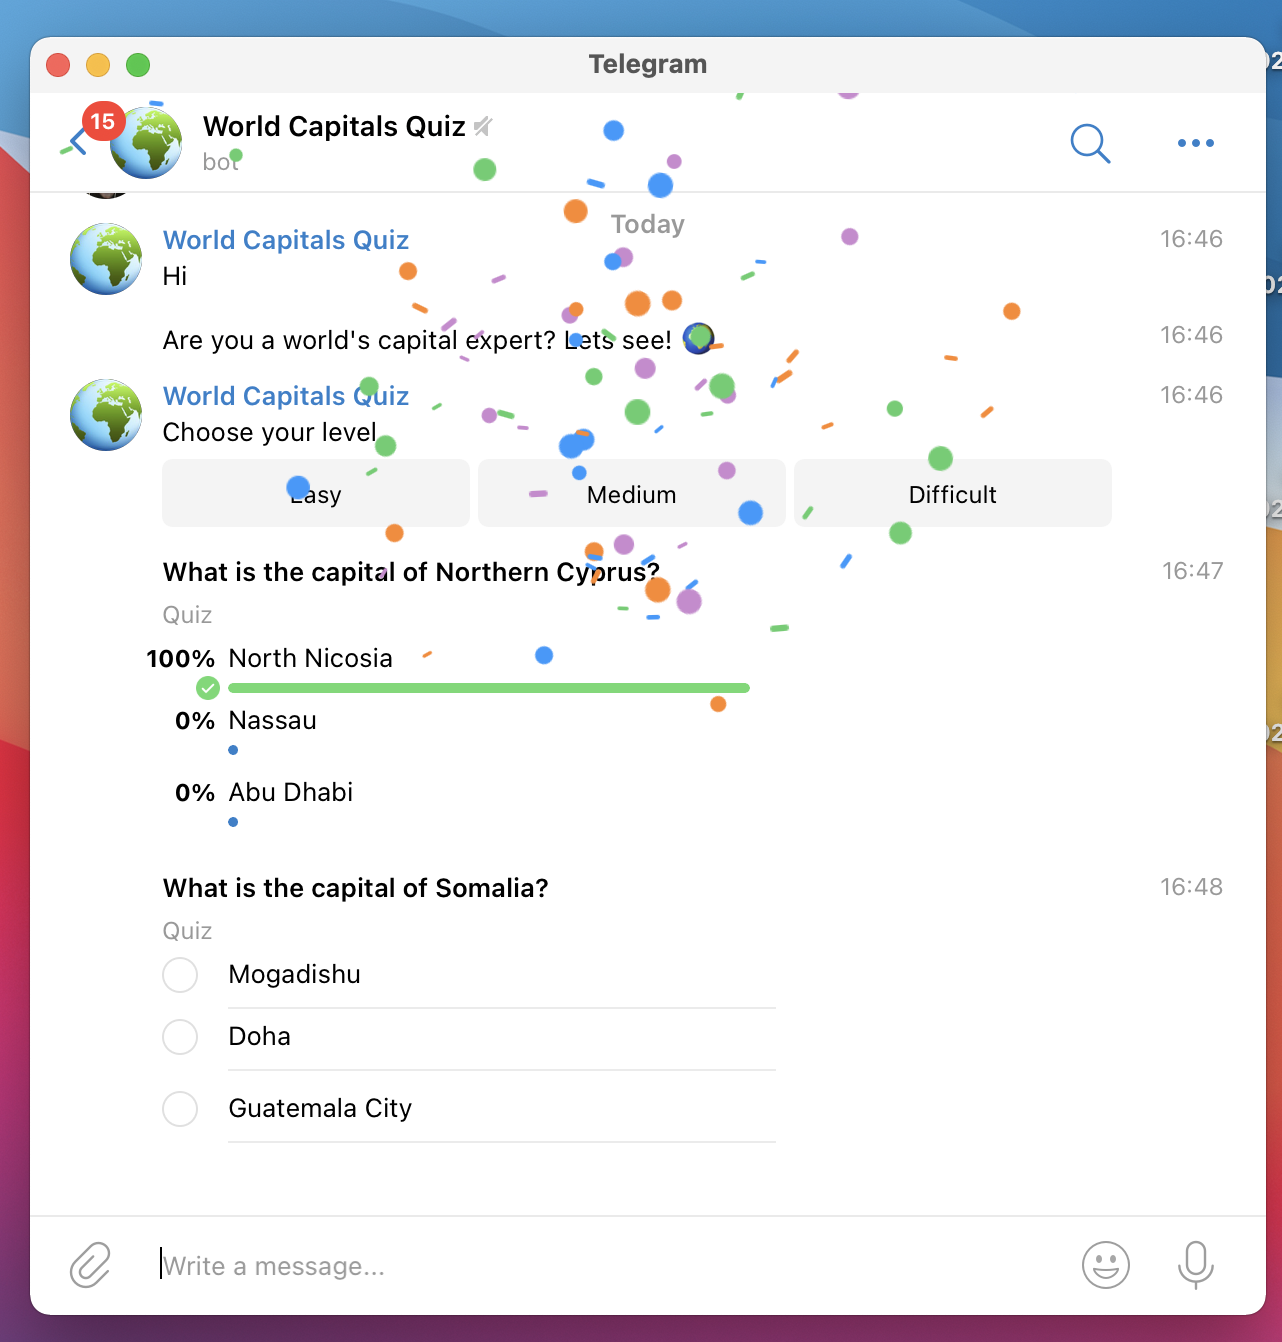 Telegram
15
World Capitals Quiz
bot
Today
World Capitals Quiz 16:46
Hi
Are you a world's capital expert? Lets see! 16:46
World Capitals Quiz 16:46
Choose your level
Easy Medium Difficult
What is the capital of Northern Cyprus? 16:47
Quiz
100% North Nicosia
0% Nassau
0% Abu Dhabi
What is the capital of Somalia? 16:48
Quiz
Mogadishu
Doha
Guatemala City
Write a message...